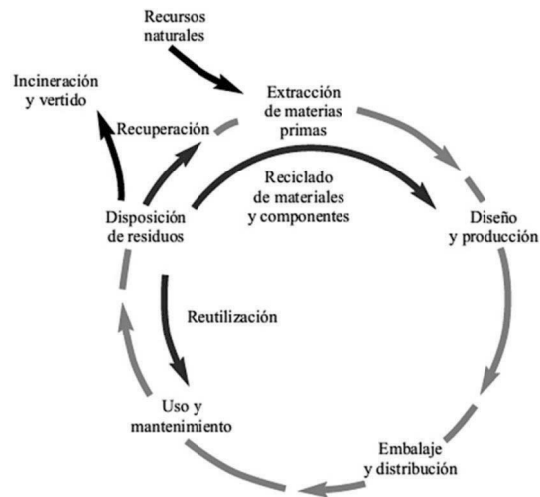 Recursos
naturales
Incineración
y vertido
Extracción
de materias
primas
Recuperación
Reciclado
de materiales
y componentes
Disposición
de residuos
Diseño
y producción
Reutilización
Uso y
mantenimiento
Embalaje
y distribución